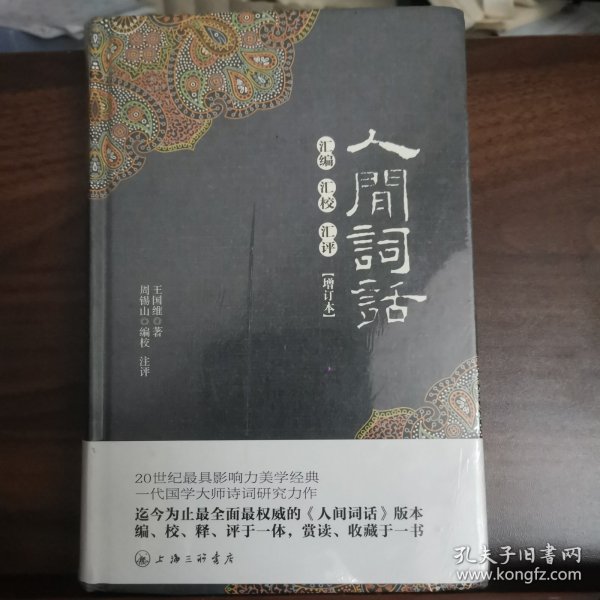 人間詞話
汇编 汇校 汇评
【增订本】
王国维 著
周锡山 编校 注评
20世纪最具影响力美学经典
一代国学大师诗词研究力作
迄今为止最全面最权威的《人间词话》版本
编、校、释、评于一体，赏读、收藏于一书
上海三联书店
孔夫子旧书网
www.kongfz.com